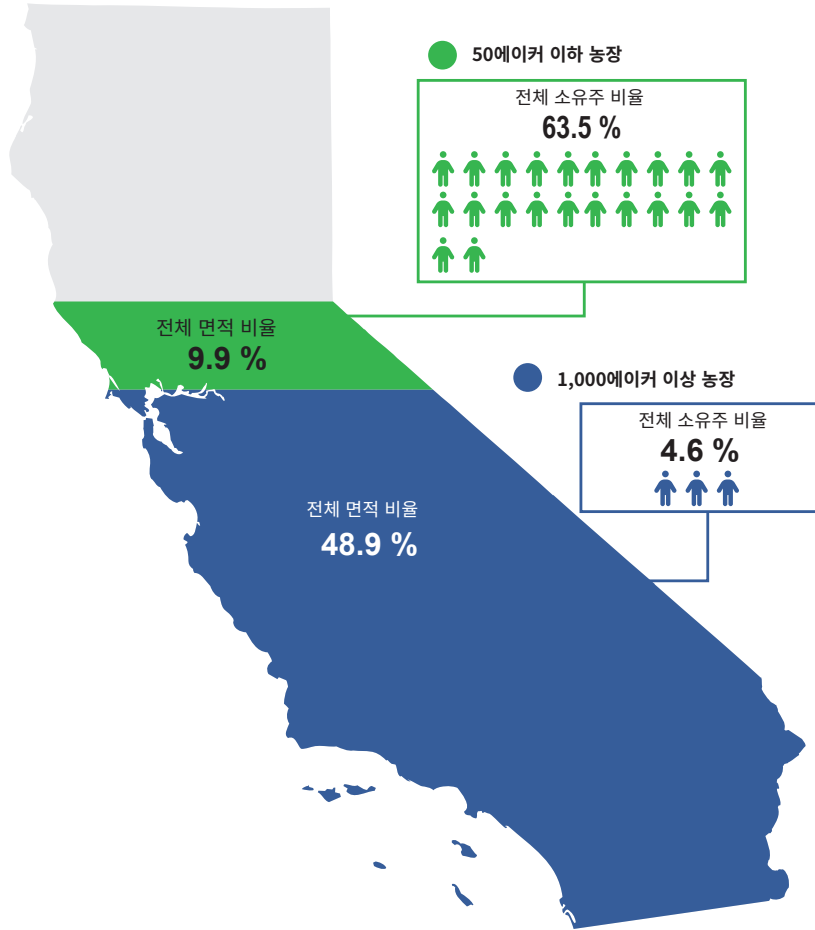 50에이커 이하 농장
전체 소유주 비율
63.5 %
전체 면적 비율
9.9 %
1,000에이커 이상 농장
전체 소유주 비율
4.6 %
전체 면적 비율
48.9 %